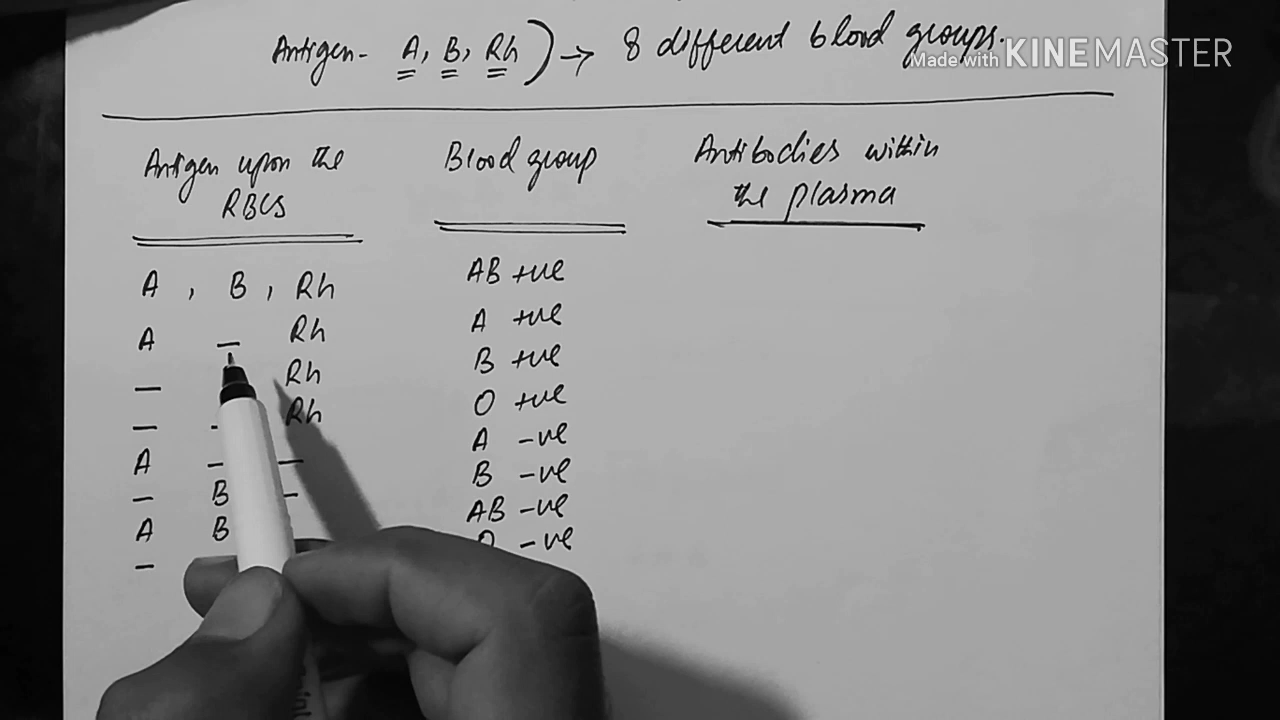 Antigen- A, B, Rh) → 8 different blood groups.
Made with KINEMASTER
Antigen upon the RBCs
Blood group
Antibodies within the plasma
A , B , Rh AB +ve
A – Rh A +ve
– Rh B +ve
– - Rh O +ve
A – – A -ve
– B – B -ve
A B AB -ve
– O -ve